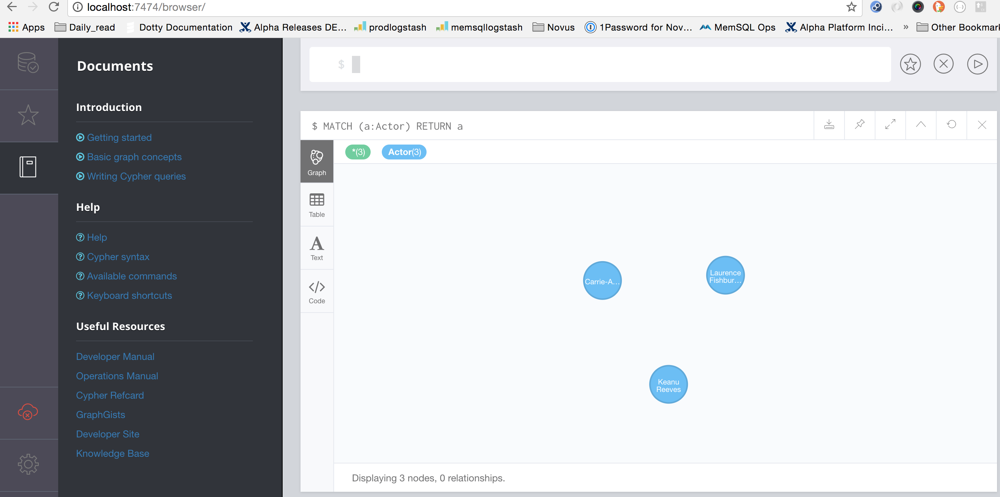 localhost:7474/browser/
Apps Daily_read Dotty Documentation Alpha Releases DE... prodlogstash memsqllogstash Novus 1Password for Nov... MemSQL Ops Alpha Platform Inci... » Other Bookmark
Documents
Introduction
Getting started
Basic graph concepts
Writing Cypher queries
Help
Help
Cypher syntax
Available commands
Keyboard shortcuts
Useful Resources
Developer Manual
Operations Manual
Cypher Refcard
GraphGists
Developer Site
Knowledge Base
$
$ MATCH (a:Actor) RETURN a
*(3) Actor(3)
Graph
Table
A
Text
</>
Code
Carrie-A...
Laurence
Fishbur...
Keanu
Reeves
Displaying 3 nodes, 0 relationships.